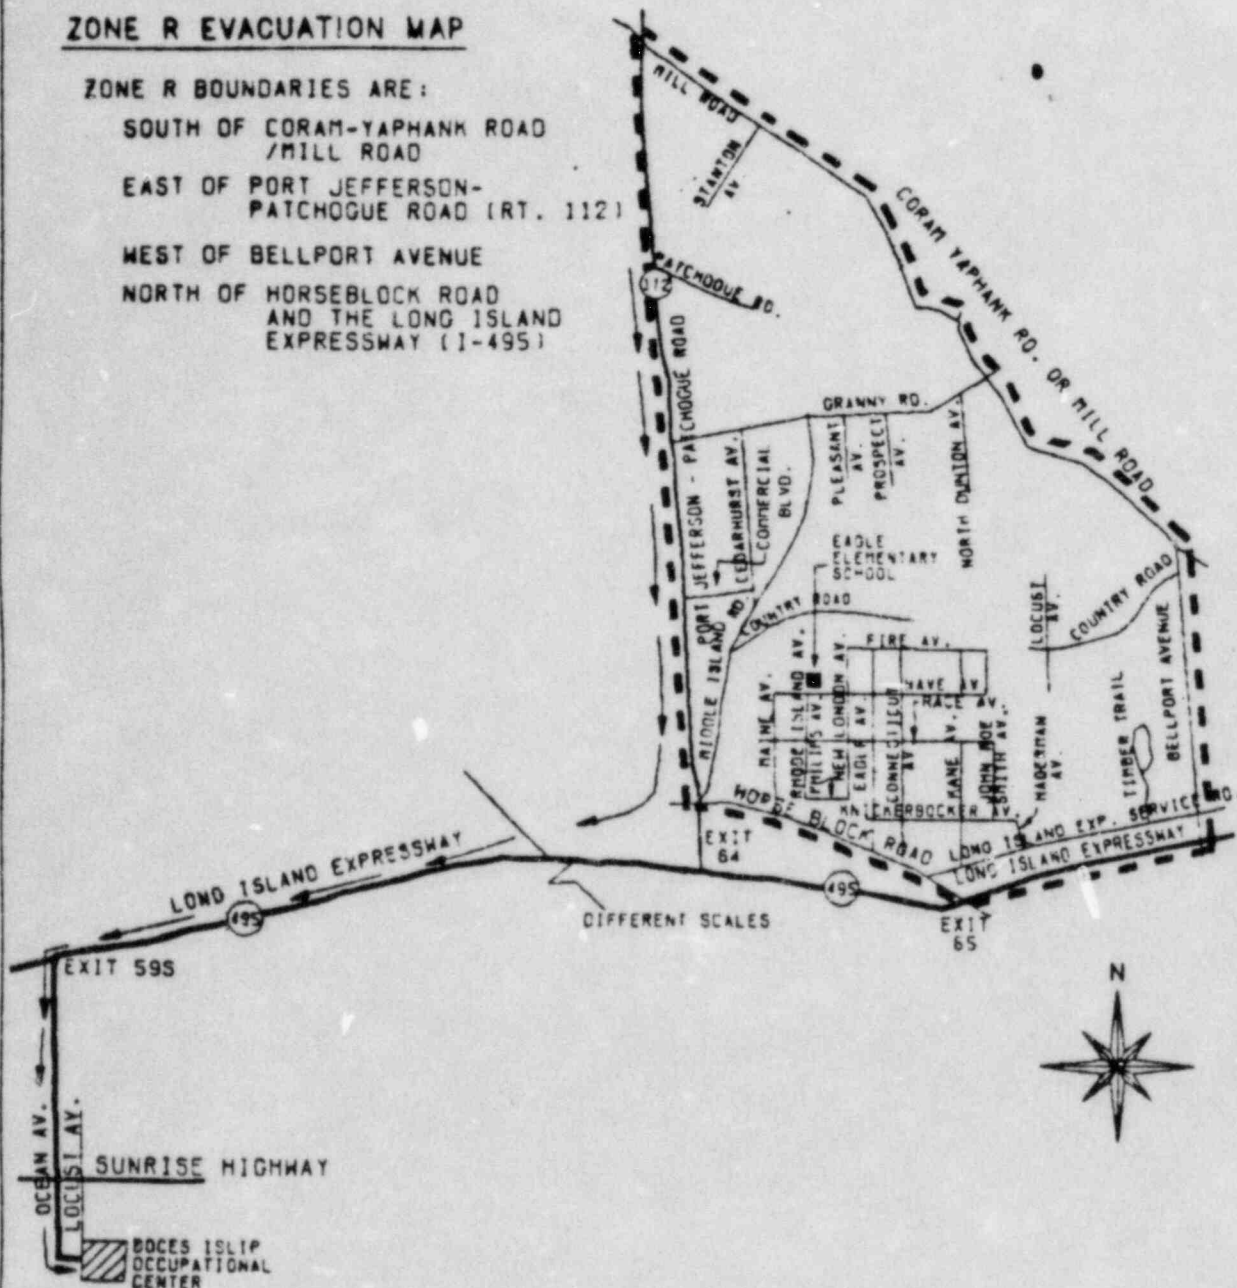 ZONE R EVACUATION MAP
ZONE R BOUNDARIES ARE:
SOUTH OF CORAM-YAPHANK ROAD
/MILL ROAD
EAST OF PORT JEFFERSON-
PATCHOGUE ROAD (RT. 112)
WEST OF BELLPORT AVENUE
NORTH OF HORSEBLOCK ROAD
AND THE LONG ISLAND
EXPRESSWAY (I-495)
MILL ROAD
STANTON
AV.
CORAM YAPHANK RD. OR MILL ROAD
PATCHOGUE RD.
112
PORT JEFFERSON - PATCHOGUE ROAD
GRANNY RD.
CEDARHURST AV.
COMMERCIAL
BLVD.
PLEASANT
AV.
PROSPECT
AV.
NORTH DUNTON AV.
EAGLE
ELEMENTARY
SCHOOL
MIDDLE ISLAND RD.
COUNTRY ROAD
FIRE AV.
LOCUST
AV.
COUNTRY ROAD
BELLPORT AVENUE
MAINE AV.
RHODE ISLAND AV.
PHILIPS AV.
NEW LONDON AV.
EAGLE AV.
CONNECTICUT
AV.
WAVE AV.
RACE AV.
KANE AV.
SMITH AV.
AV.
TIMBER TRAIL
KNICKERBOCKER AV.
HORSE BLOCK ROAD
LONG ISLAND EXP. SERVICE RD
LONG ISLAND EXPRESSWAY
EXIT
64
495
EXIT
65
DIFFERENT SCALES
LONG ISLAND EXPRESSWAY
495
EXIT 59S
N
OCEAN AV.
LOCUST AV.
SUNRISE HIGHWAY
BOCES ISLIP
OCCUPATIONAL
CENTER